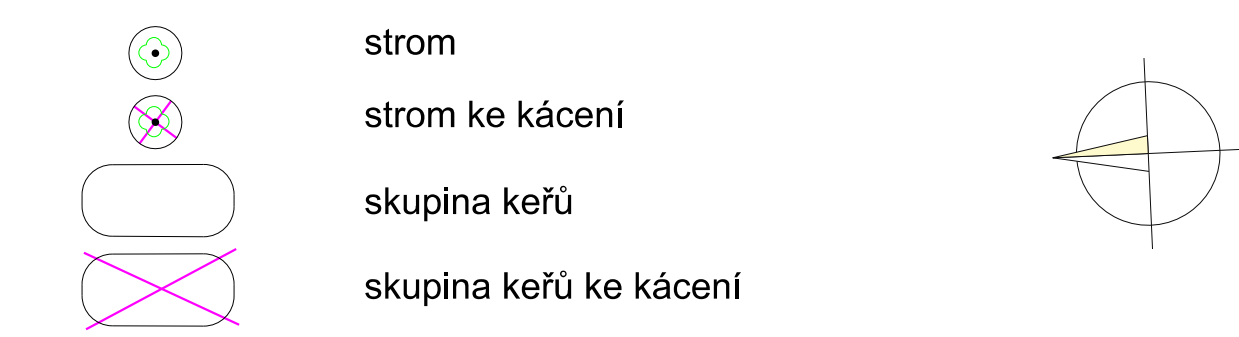 strom
strom ke kácení
skupina keřů
skupina keřů ke kácení